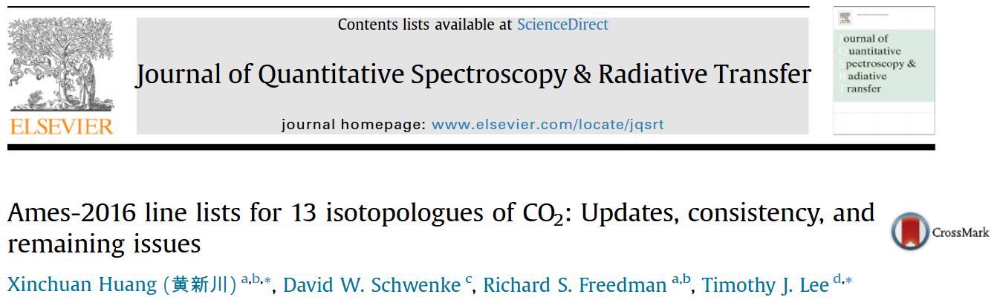 Contents lists available at ScienceDirect
Journal of Quantitative Spectroscopy & Radiative Transfer
journal homepage: www.elsevier.com/locate/jqsrt
ELSEVIER
Journal of
Quantitative
Spectroscopy &
Radiative
Transfer
Ames-2016 line lists for 13 isotopologues of CO₂: Updates, consistency, and
remaining issues
CrossMark
Xinchuan Huang (黄新川) a,b,*, David W. Schwenke c, Richard S. Freedman a,b, Timothy J. Lee d,*